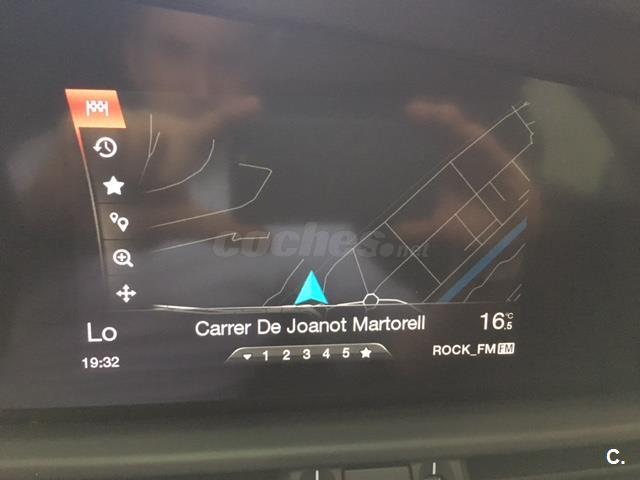 coches.net
Lo
Carrer De Joanot Martorell
16.5 °C
19:32
1 2 3 4 5
ROCK_FM FM
C.